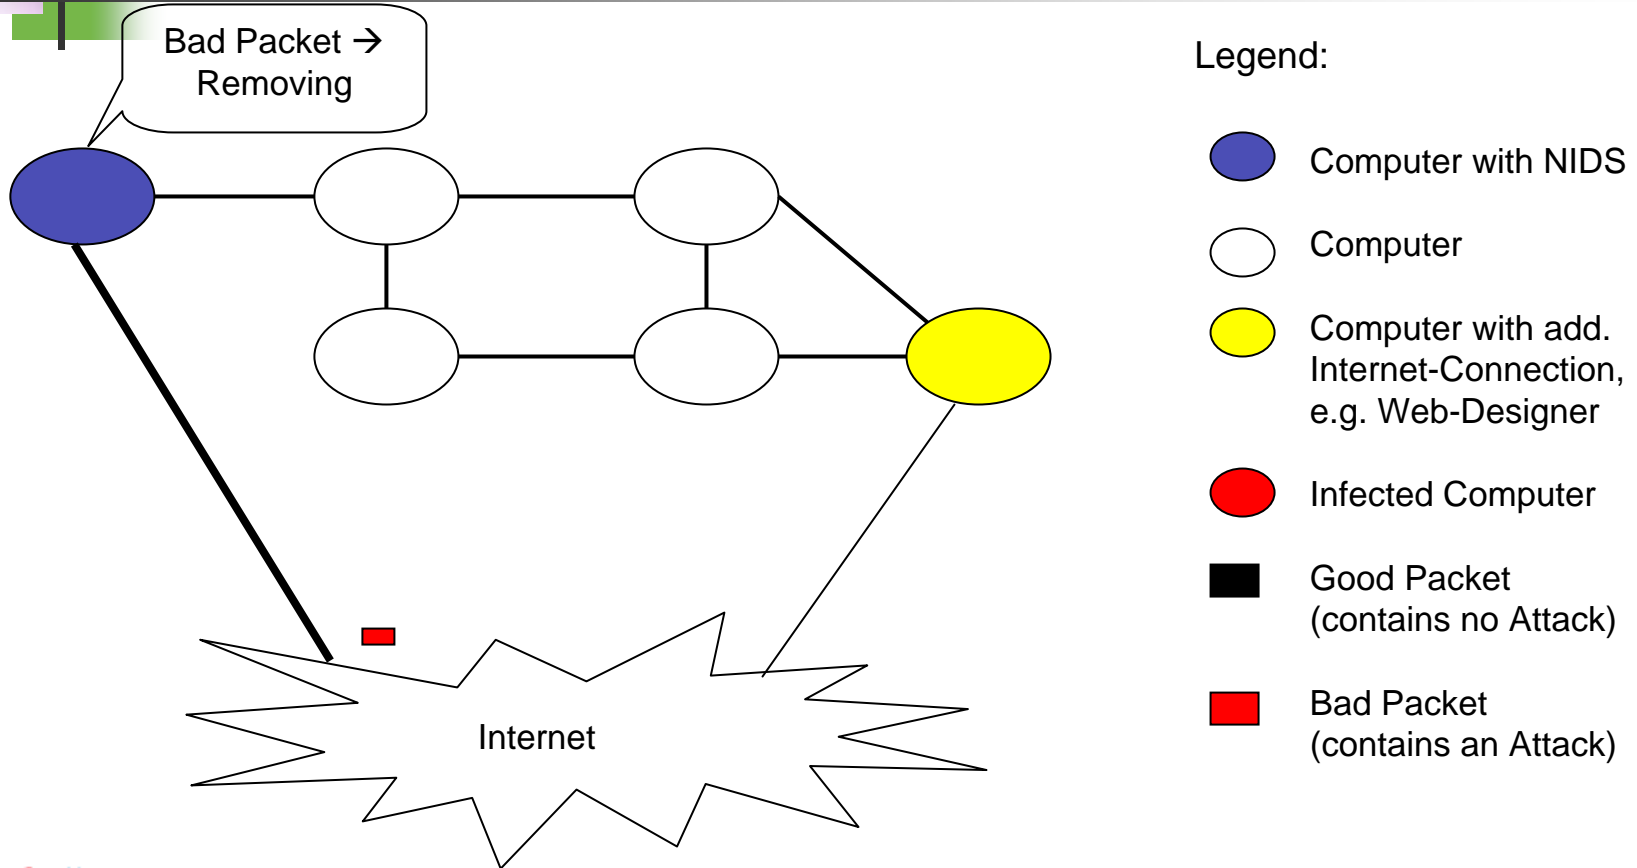 Bad Packet →
Removing
Legend:
Computer with NIDS
Computer
Computer with add.
Internet-Connection,
e.g. Web-Designer
Infected Computer
Good Packet
(contains no Attack)
Bad Packet
(contains an Attack)
Internet